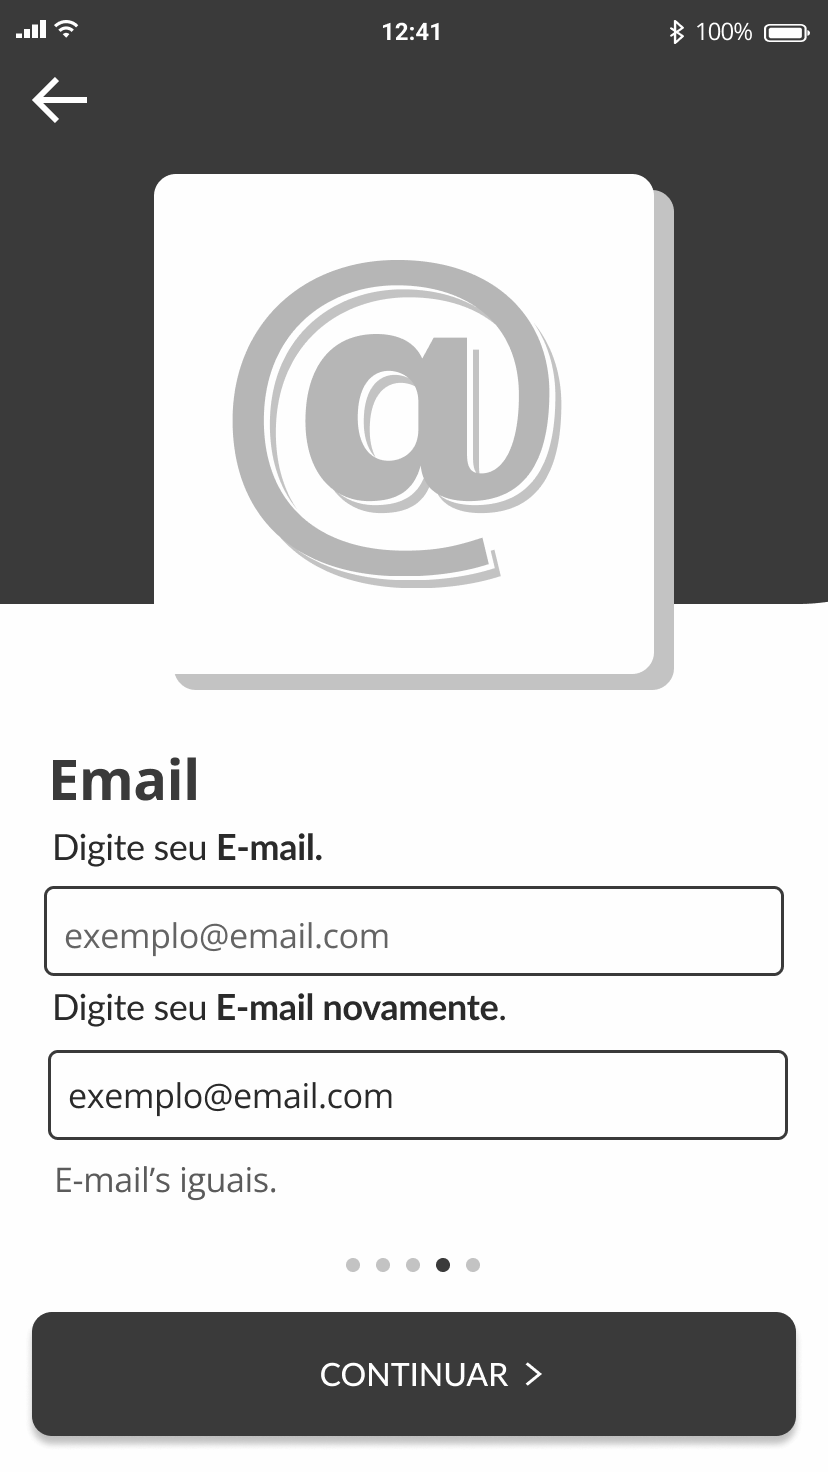 12:41
100%
@
Email
Digite seu E-mail.
exemplo@email.com
Digite seu E-mail novamente.
exemplo@email.com
E-mail’s iguais.
CONTINUAR >